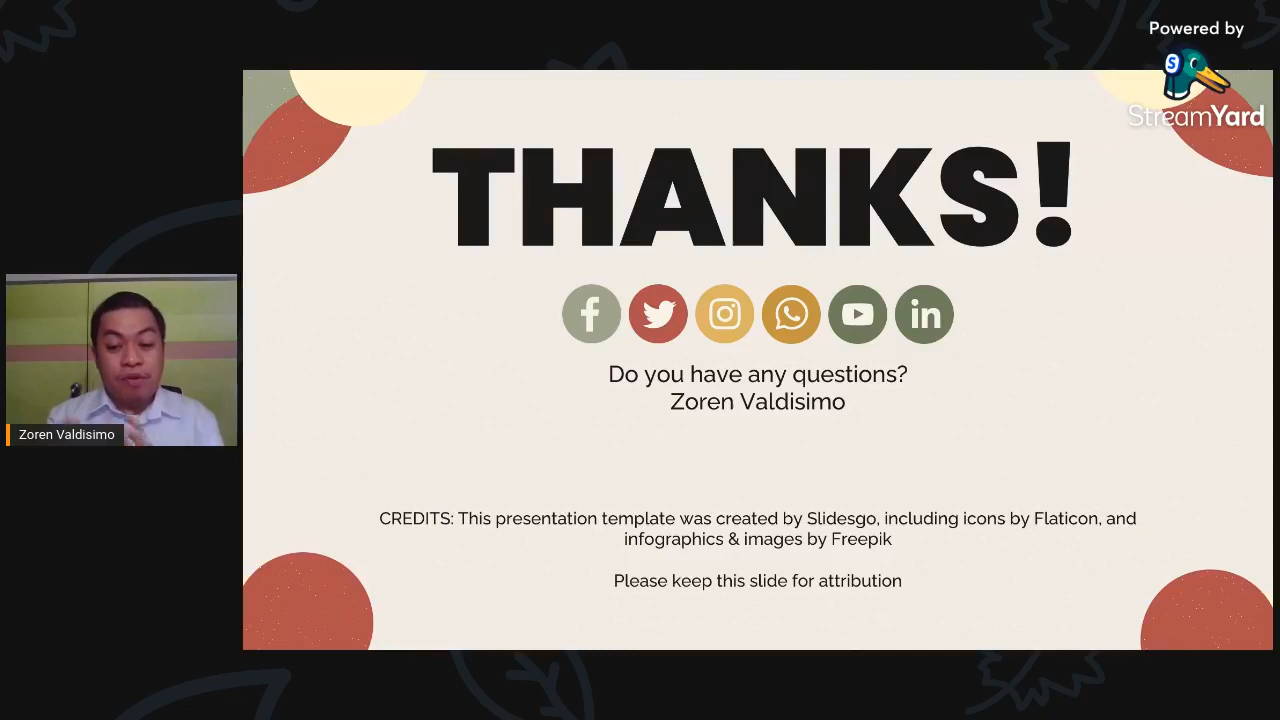 Powered by
StreamYard
THANKS!
Do you have any questions?
Zoren Valdisimo
Zoren Valdisimo
CREDITS: This presentation template was created by Slidesgo, including icons by Flaticon, and
infographics & images by Freepik
Please keep this slide for attribution